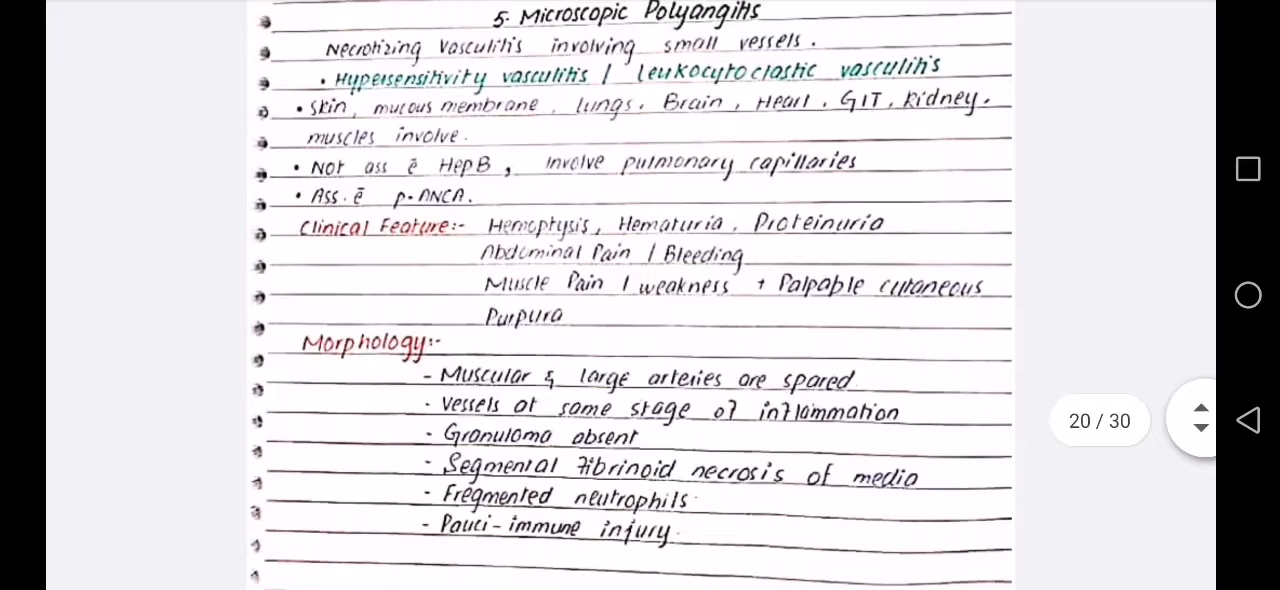 5. Microscopic Polyangitis
Necrotizing Vasculitis involving small vessels.
• Hypersensitivity vasculitis / leukocytoclastic vasculitis
• Skin, mucous membrane, lungs, Brain, Heart, GIT, Kidney,
muscles involve.
• Not ass ē Hep B, involve pulmonary capillaries
• Ass. ē p-ANCA.
Clinical Feature:- Hemoptysis, Hematuria, Proteinuria
Abdominal Pain / Bleeding
Muscle Pain / weakness + Palpable cutaneous
Purpura
Morphology:-
- Muscular & large arteries are spared
- Vessels at same stage of inflammation
- Granuloma absent
- Segmental fibrinoid necrosis of media
- Fregmented neutrophils
- Pauci-immune injury
20 / 30